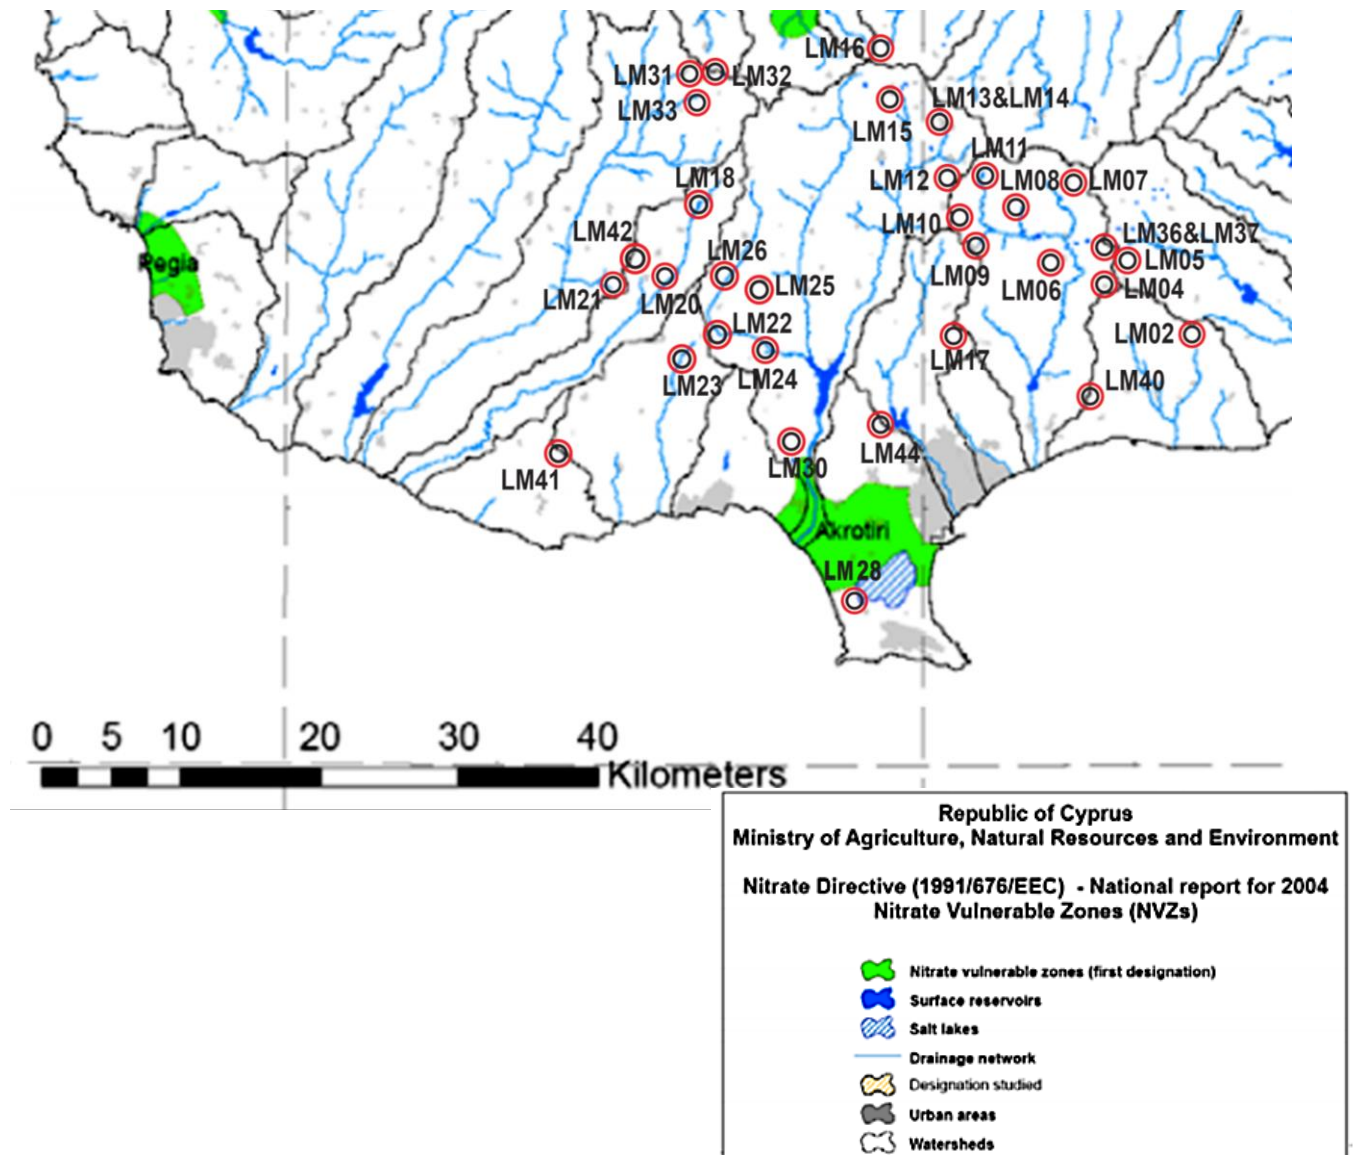 LM16
LM31
LM32
LM33
LM13&LM14
LM15
LM11
LM12
LM08
LM07
LM18
LM10
LM42
LM36&LM37
LM26
LM09
LM05
Pegia
LM21
LM20
LM25
LM06
LM04
LM22
LM02
LM17
LM23
LM24
LM40
LM44
LM30
LM41
Akrotiri
LM28
0 5 10 20 30 40
Kilometers
Republic of Cyprus
Ministry of Agriculture, Natural Resources and Environment
Nitrate Directive (1991/676/EEC) - National report for 2004
Nitrate Vulnerable Zones (NVZs)
Nitrate vulnerable zones (first designation)
Surface reservoirs
Salt lakes
Drainage network
Designation studied
Urban areas
Watersheds